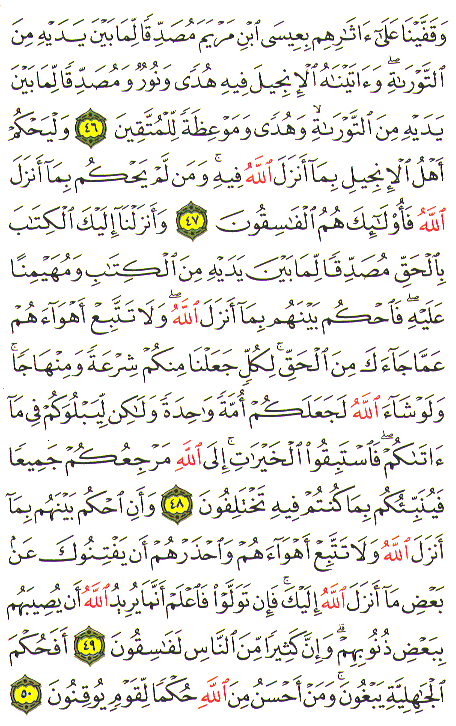 وَقَفَّيْنَا عَلَىٰٓ ءَاثَٰرِهِم بِعِيسَى ٱبْنِ مَرْيَمَ مُصَدِّقًا لِّمَا بَيْنَ يَدَيْهِ مِنَ
ٱلتَّوْرَىٰةِ ۖ وَءَاتَيْنَٰهُ ٱلْإِنجِيلَ فِيهِ هُدًى وَنُورٌ وَمُصَدِّقًا لِّمَا بَيْنَ
يَدَيْهِ مِنَ ٱلتَّوْرَىٰةِ وَهُدًى وَمَوْعِظَةً لِّلْمُتَّقِينَ ٤٦ وَلْيَحْكُمْ
أَهْلُ ٱلْإِنجِيلِ بِمَآ أَنزَلَ ٱللَّهُ فِيهِ ۚ وَمَن لَّمْ يَحْكُم بِمَآ أَنزَلَ
ٱللَّهُ فَأُو۟لَٰٓئِكَ هُمُ ٱلْفَٰسِقُونَ ٤٧ وَأَنزَلْنَآ إِلَيْكَ ٱلْكِتَٰبَ
بِٱلْحَقِّ مُصَدِّقًا لِّمَا بَيْنَ يَدَيْهِ مِنَ ٱلْكِتَٰبِ وَمُهَيْمِنًا
عَلَيْهِ ۖ فَٱحْكُم بَيْنَهُم بِمَآ أَنزَلَ ٱللَّهُ ۖ وَلَا تَتَّبِعْ أَهْوَآءَهُمْ
عَمَّا جَآءَكَ مِنَ ٱلْحَقِّ ۚ لِكُلٍّ جَعَلْنَا مِنكُمْ شِرْعَةً وَمِنْهَاجًا ۚ
وَلَوْ شَآءَ ٱللَّهُ لَجَعَلَكُمْ أُمَّةً وَٰحِدَةً وَلَٰكِن لِّيَبْلُوَكُمْ فِى مَآ
ءَاتَىٰكُمْ ۖ فَٱسْتَبِقُوا۟ ٱلْخَيْرَٰتِ ۚ إِلَى ٱللَّهِ مَرْجِعُكُمْ جَمِيعًا
فَيُنَبِّئُكُم بِمَا كُنتُمْ فِيهِ تَخْتَلِفُونَ ٤٨ وَأَنِ ٱحْكُم بَيْنَهُم بِمَآ
أَنزَلَ ٱللَّهُ وَلَا تَتَّبِعْ أَهْوَآءَهُمْ وَٱحْذَرْهُمْ أَن يَفْتِنُوكَ عَنۢ
بَعْضِ مَآ أَنزَلَ ٱللَّهُ إِلَيْكَ ۖ فَإِن تَوَلَّوْا۟ فَٱعْلَمْ أَنَّمَا يُرِيدُ ٱللَّهُ أَن يُصِيبَهُم
بِبَعْضِ ذُنُوبِهِمْ ۗ وَإِنَّ كَثِيرًا مِّنَ ٱلنَّاسِ لَفَٰسِقُونَ ٤٩ أَفَحُكْمَ
ٱلْجَٰهِلِيَّةِ يَبْغُونَ ۚ وَمَنْ أَحْسَنُ مِنَ ٱللَّهِ حُكْمًا لِّقَوْمٍ يُوقِنُونَ ٥٠